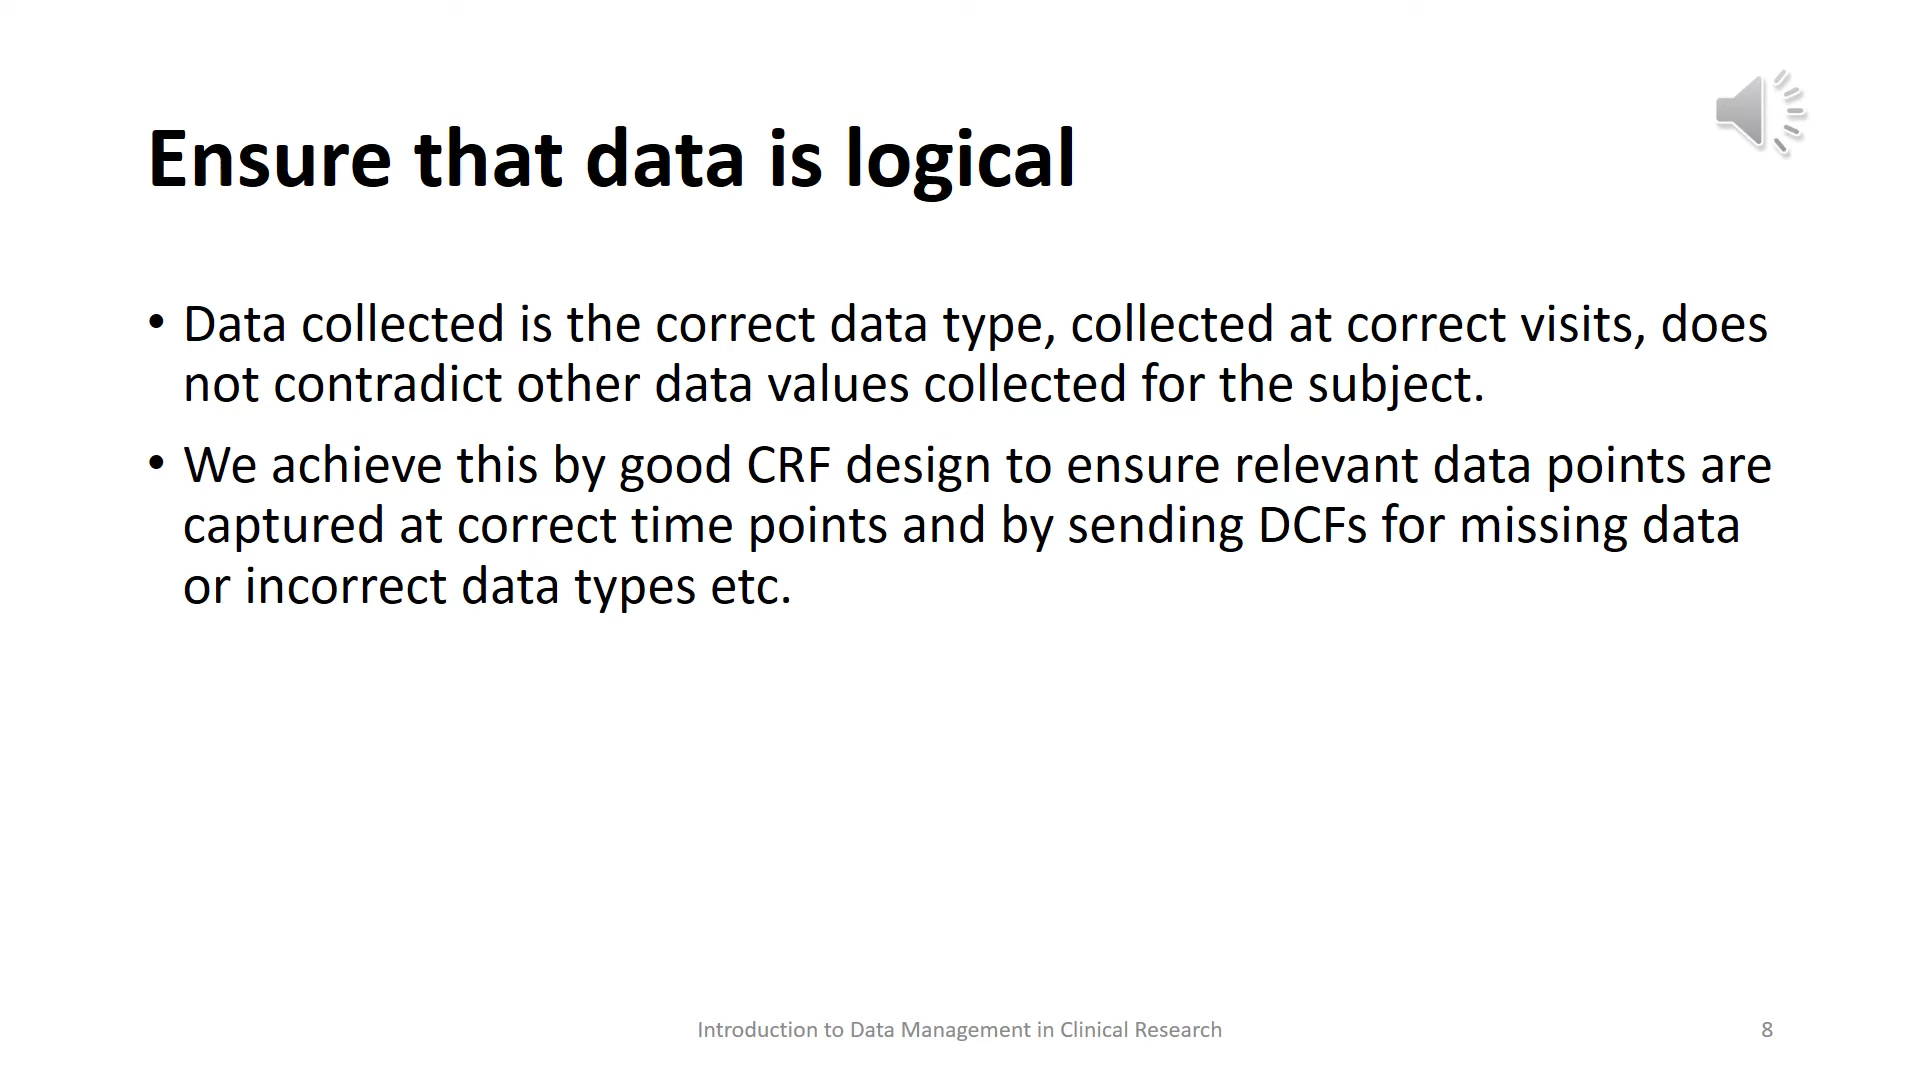 Ensure that data is logical
• Data collected is the correct data type, collected at correct visits, does
not contradict other data values collected for the subject.
• We achieve this by good CRF design to ensure relevant data points are
captured at correct time points and by sending DCFs for missing data
or incorrect data types etc.
Introduction to Data Management in Clinical Research
8